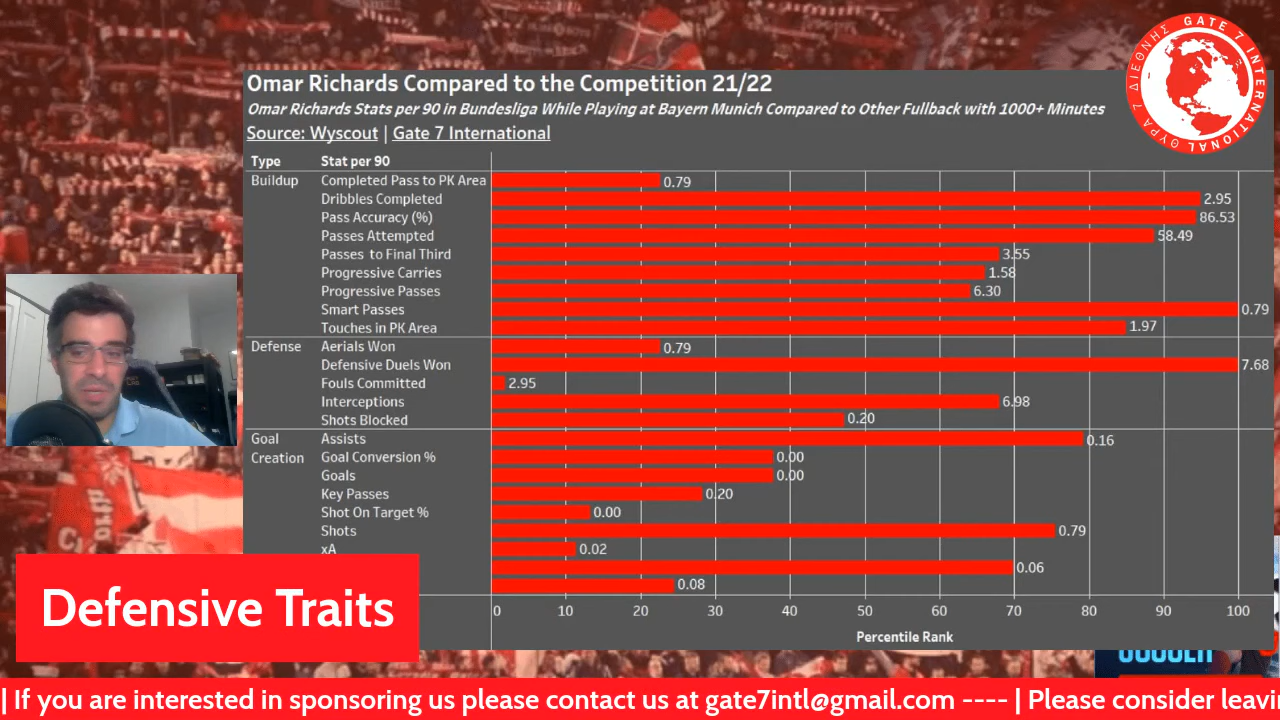 Omar Richards Compared to the Competition 21/22
Omar Richards Stats per 90 in Bundesliga While Playing at Bayern Munich Compared to Other Fullback with 1000+ Minutes
Source: Wyscout | Gate 7 International
GATE 7 INTERNATIONAL
ΘΥΡΑ 7 ΔΙΕΘΝΗΣ
Type Stat per 90
Buildup Completed Pass to PK Area 0.79
Dribbles Completed 2.95
Pass Accuracy (%) 86.53
Passes Attempted 58.49
Passes to Final Third 3.55
Progressive Carries 1.58
Progressive Passes 6.30
Smart Passes 0.79
Touches in PK Area 1.97
Defense Aerials Won 0.79
Defensive Duels Won 7.68
Fouls Committed 2.95
Interceptions 6.98
Shots Blocked 0.20
Goal Assists 0.16
Creation Goal Conversion % 0.00
Goals 0.00
Key Passes 0.20
Shot On Target % 0.00
Shots 0.79
xA 0.02
0.06
0.08
0 10 20 30 40 50 60 70 80 90 100
Percentile Rank
Defensive Traits
| If you are interested in sponsoring us please contact us at gate7intl@gmail.com ---- | Please consider leavi